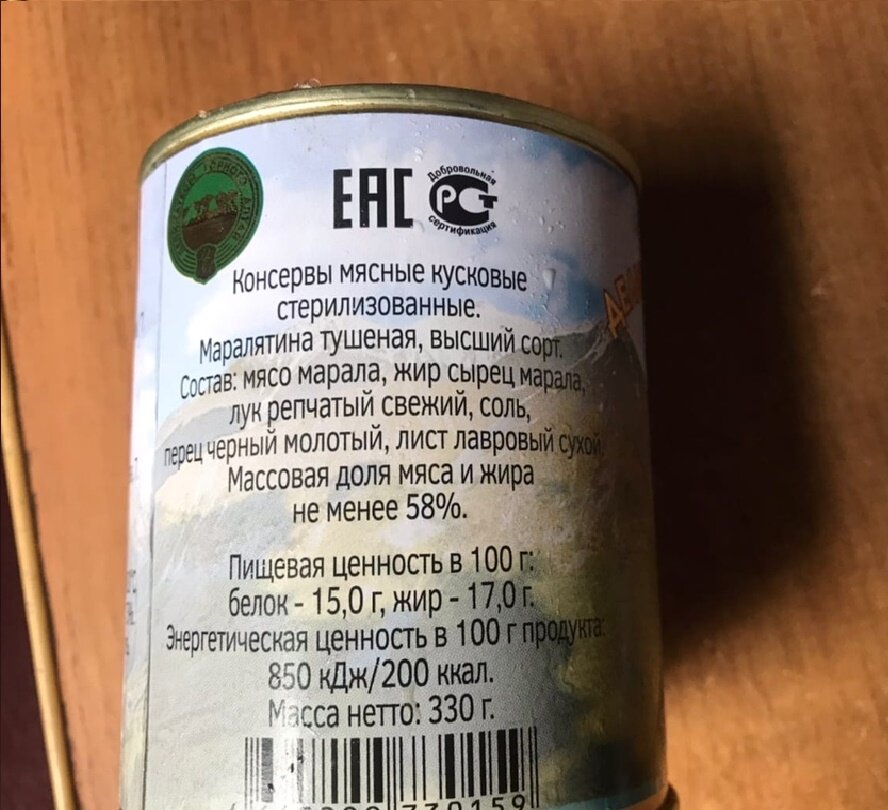 ЕАС
Добровольная
РСТ
сертификация
Консервы мясные кусковые
стерилизованные.
Маралятина тушеная, высший сорт.
Состав: мясо марала, жир сырец марала,
лук репчатый свежий, соль,
перец черный молотый, лист лавровый сухой.
Массовая доля мяса и жира
не менее 58%.
Пищевая ценность в 100 г:
белок - 15,0 г, жир - 17,0 г.
Энергетическая ценность в 100 г продукта:
850 кДж/200 ккал.
Масса нетто: 330 г.